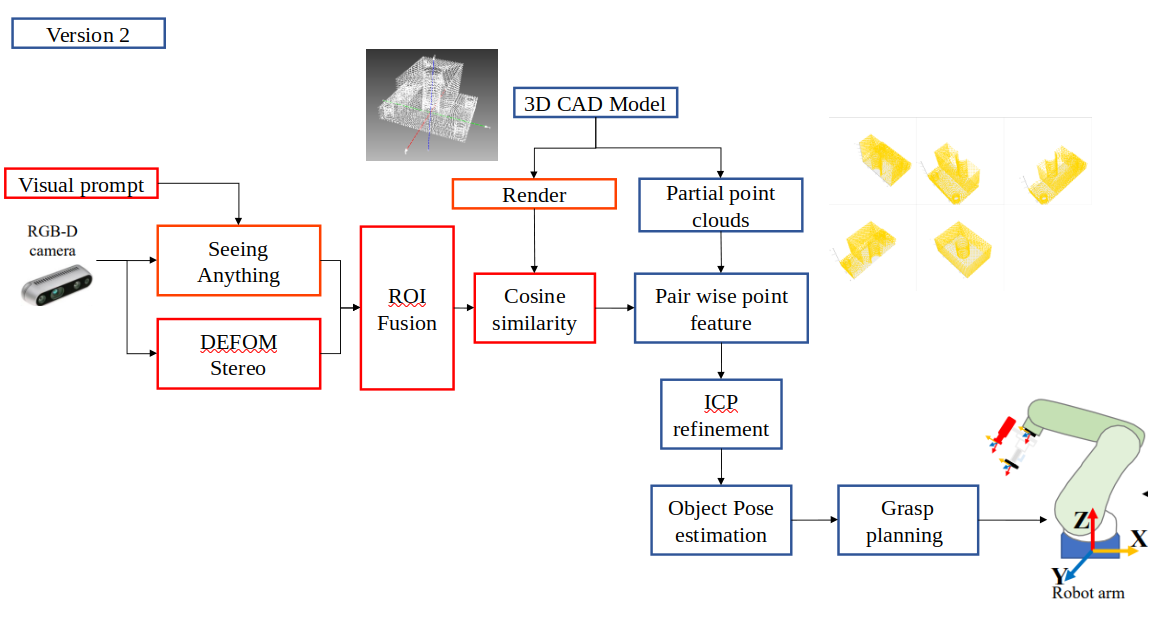 Version 2
3D CAD Model
Visual prompt
Render
Partial point
clouds
RGB-D
camera
Seeing
Anything
DEFOM
Stereo
ROI
Fusion
Cosine
similarity
Pair wise point
feature
ICP
refinement
Object Pose
estimation
Grasp
planning
Z
X
Y
Robot arm